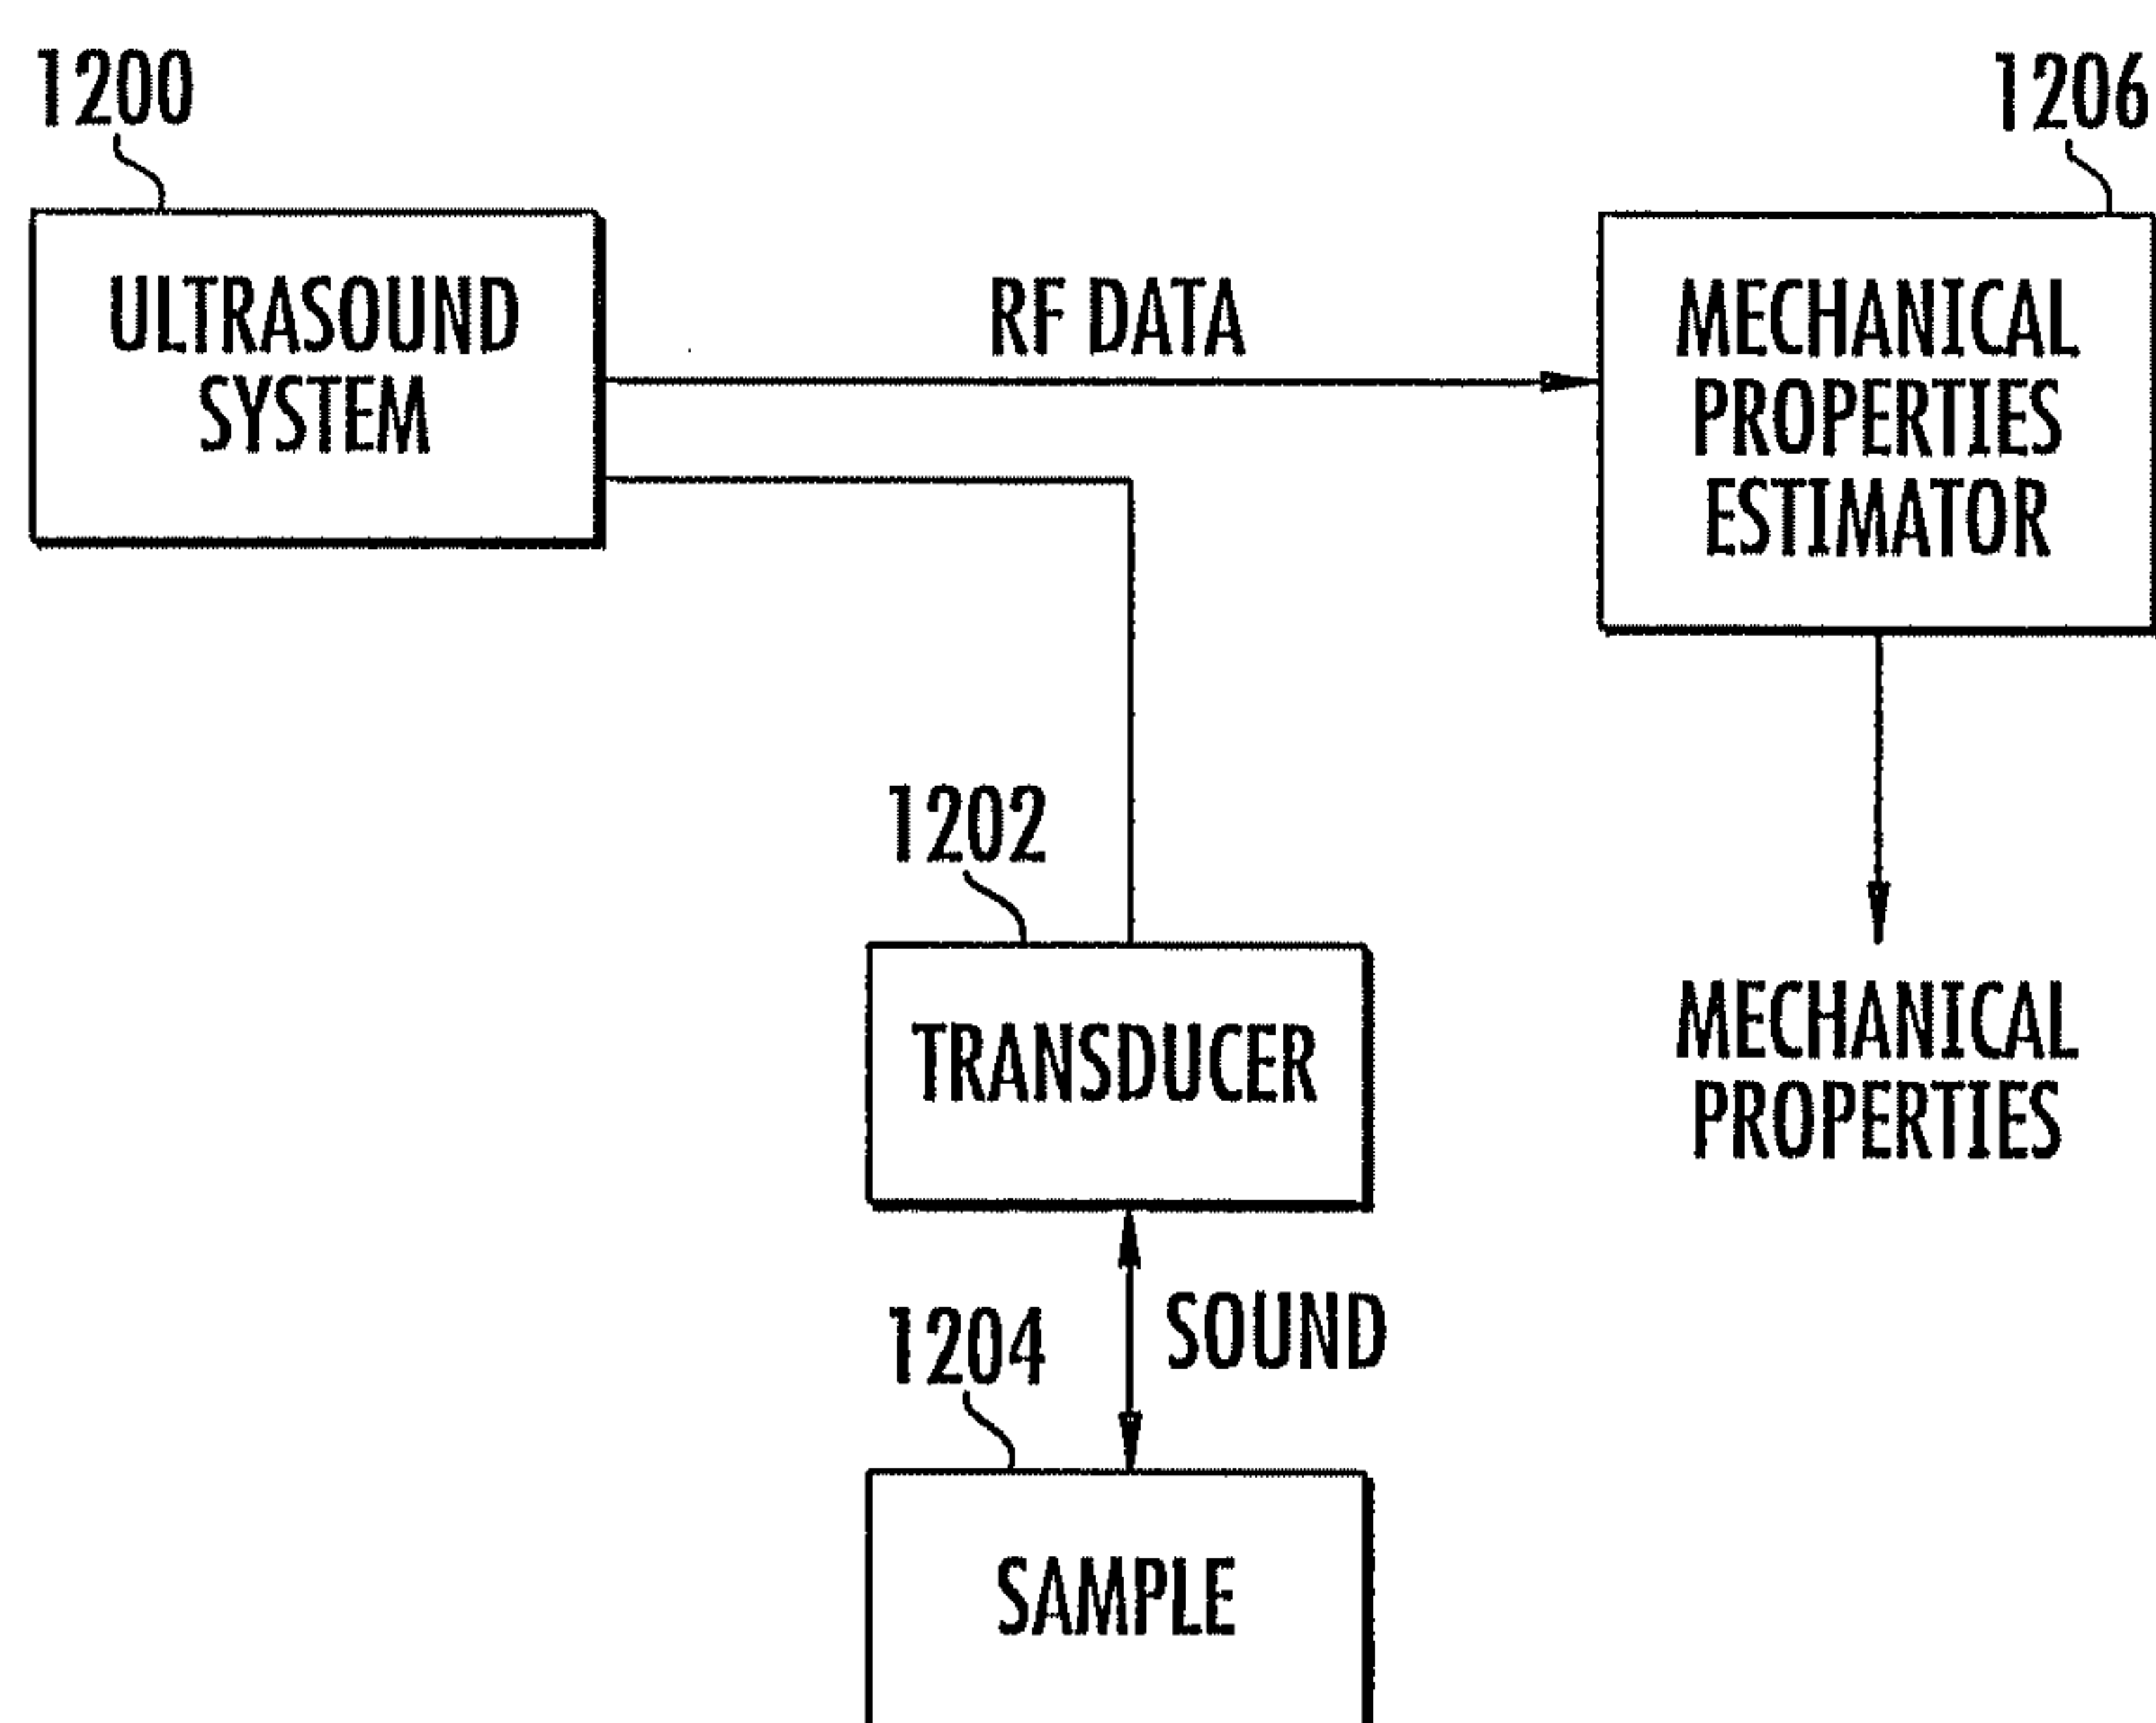 1200
1206
ULTRASOUND
SYSTEM
RF DATA
MECHANICAL
PROPERTIES
ESTIMATOR
1202
TRANSDUCER
MECHANICAL
PROPERTIES
SOUND
1204
SAMPLE